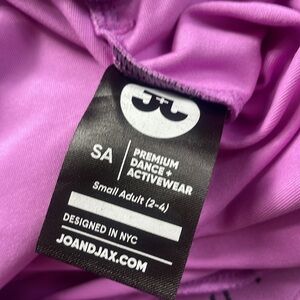 J+J
SA
PREMIUM
DANCE +
ACTIVEWEAR
Small Adult (2-4)
DESIGNED IN NYC
JOANDJAX.COM